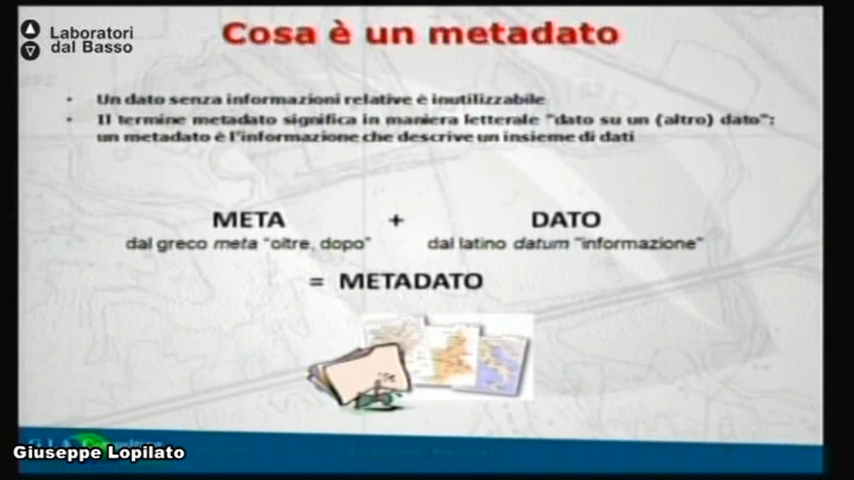 Laboratori
dal Basso
Cosa è un metadato
• Un dato senza informazioni relative è inutilizzabile
• Il termine metadato significa in maniera letterale "dato su un (altro) dato":
un metadato è l'informazione che descrive un insieme di dati
META + DATO
dal greco meta "oltre, dopo" dal latino datum "informazione"
= METADATO
Giuseppe Lopilato